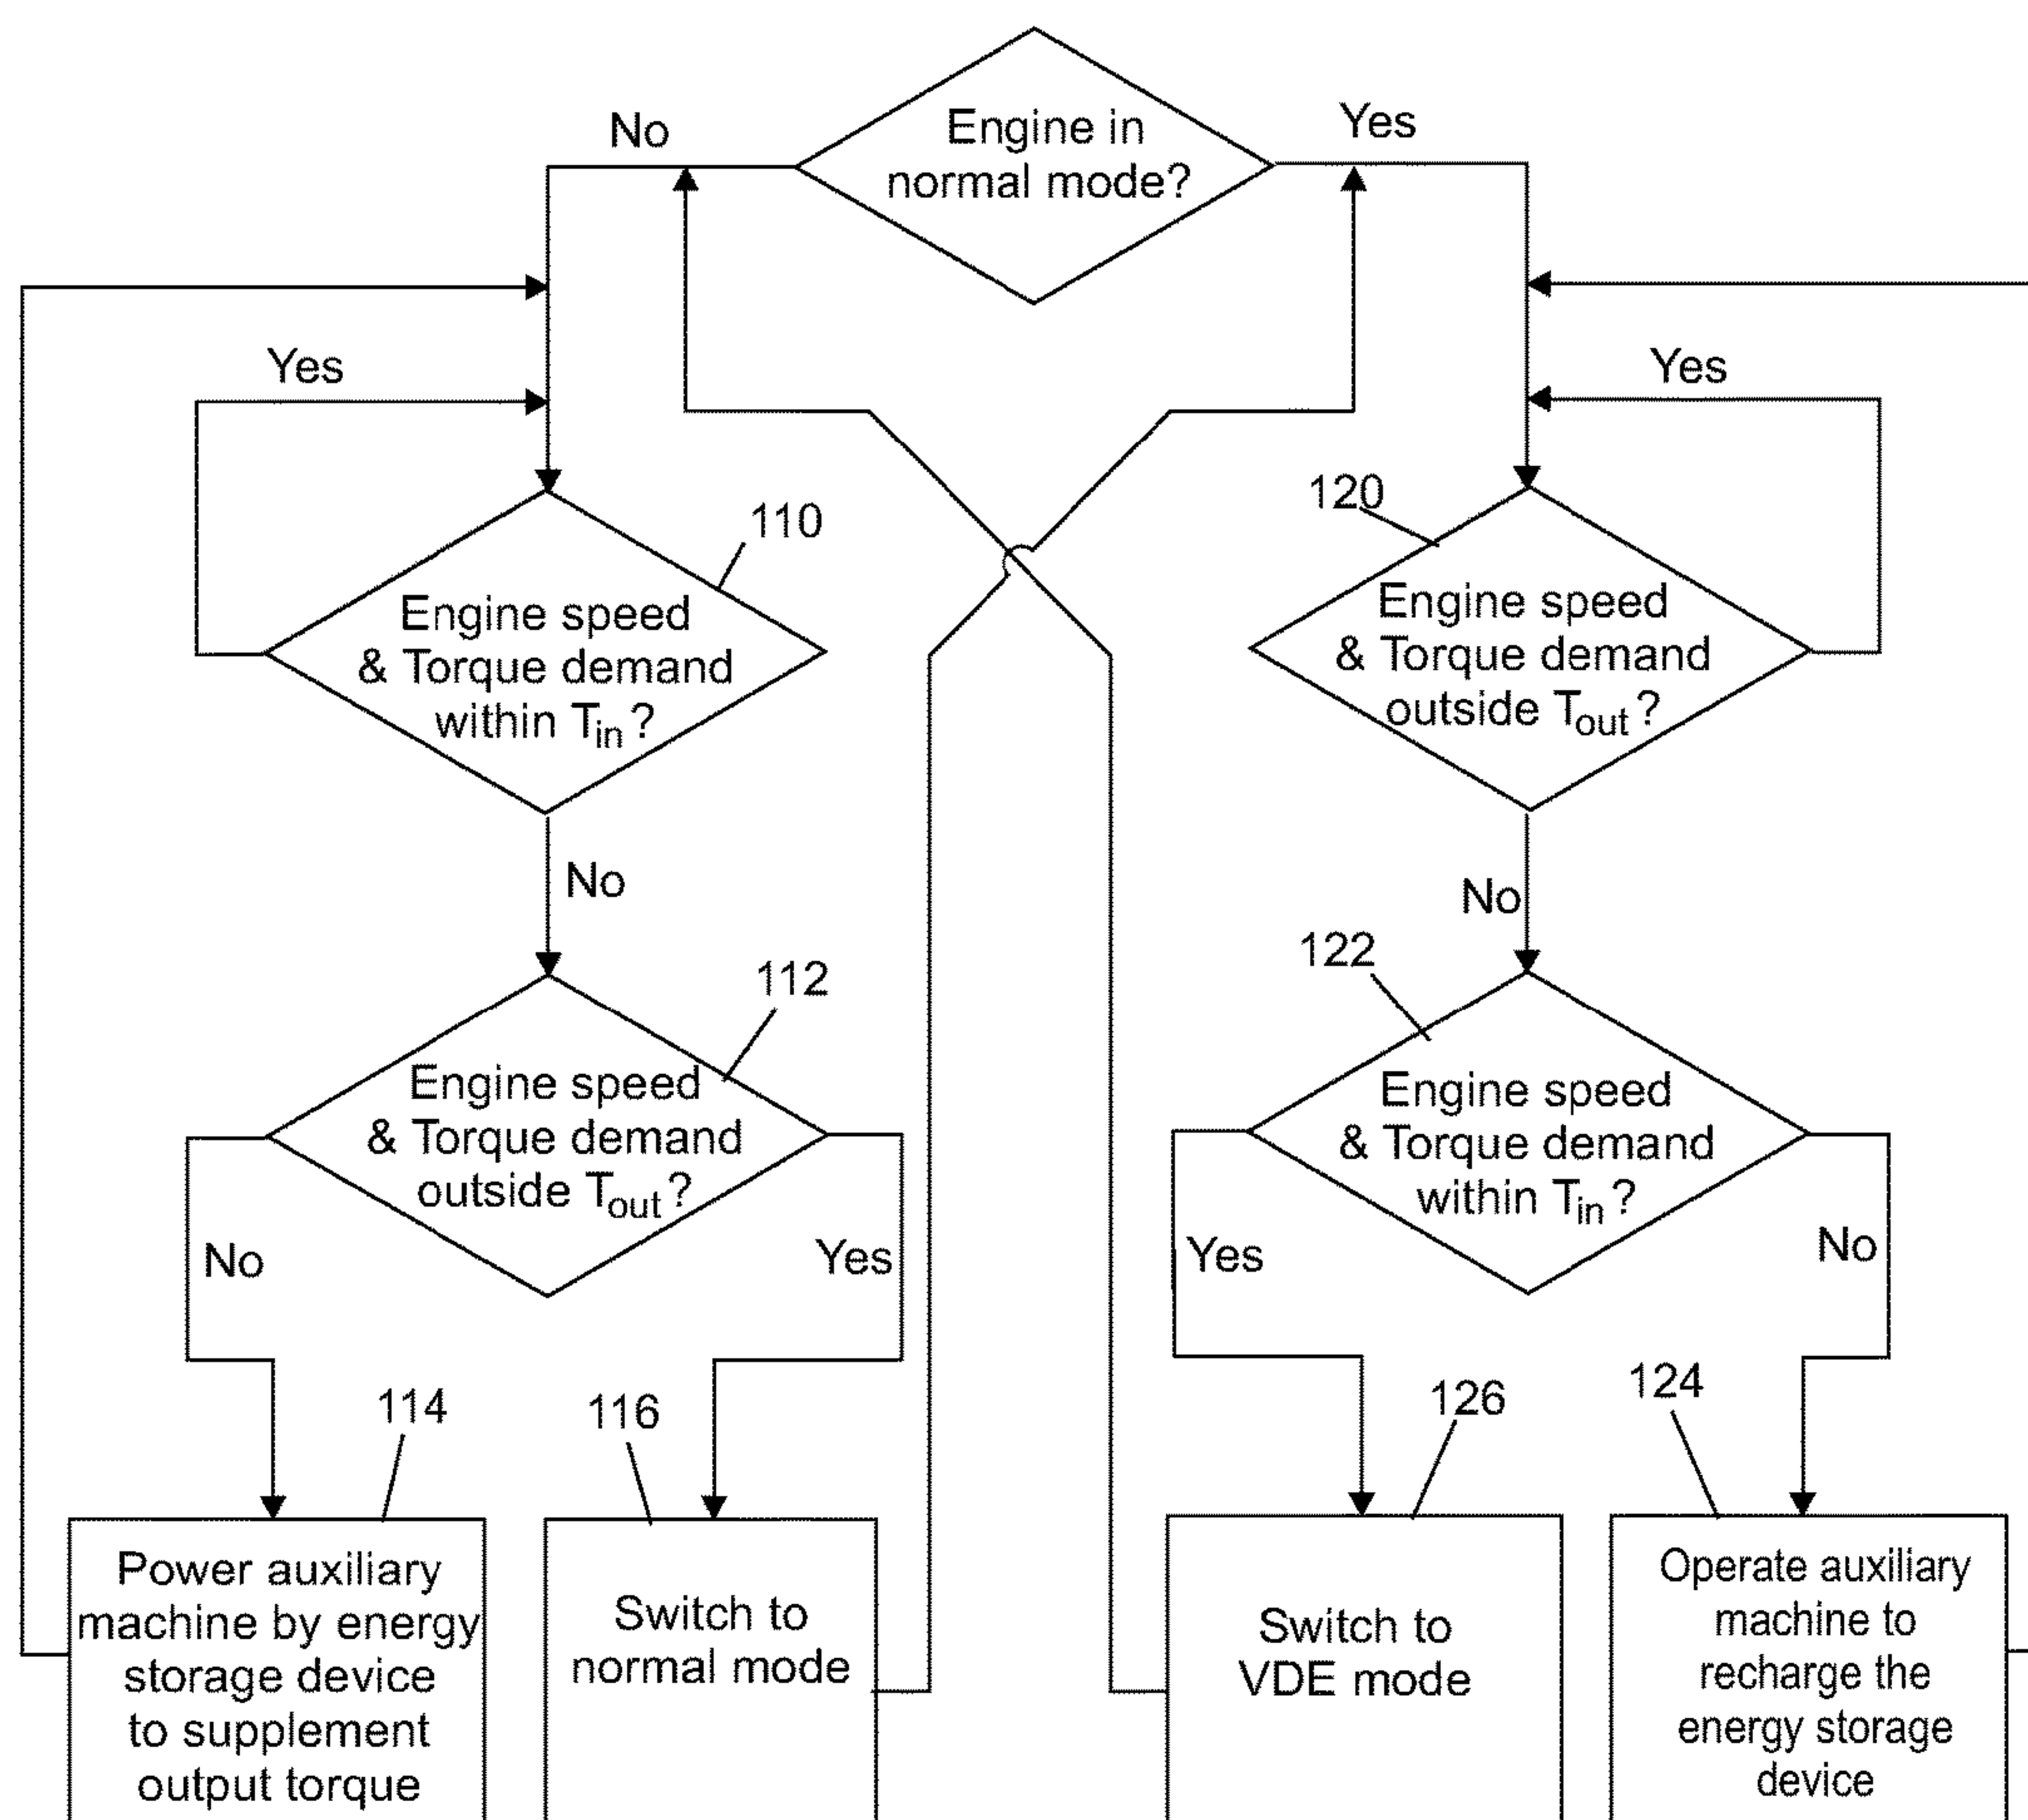 Engine in
normal mode?
No
Yes
Yes
Yes
110
Engine speed
& Torque demand
within Tin ?
120
Engine speed
& Torque demand
outside Tout ?
No
No
112
Engine speed
& Torque demand
outside Tout ?
122
Engine speed
& Torque demand
within Tin ?
No
Yes
Yes
No
114
Power auxiliary
machine by energy
storage device
to supplement
output torque
116
Switch to
normal mode
126
Switch to
VDE mode
124
Operate auxiliary
machine to
recharge the
energy storage
device